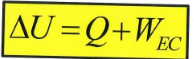 ΔU = Q + W_EC